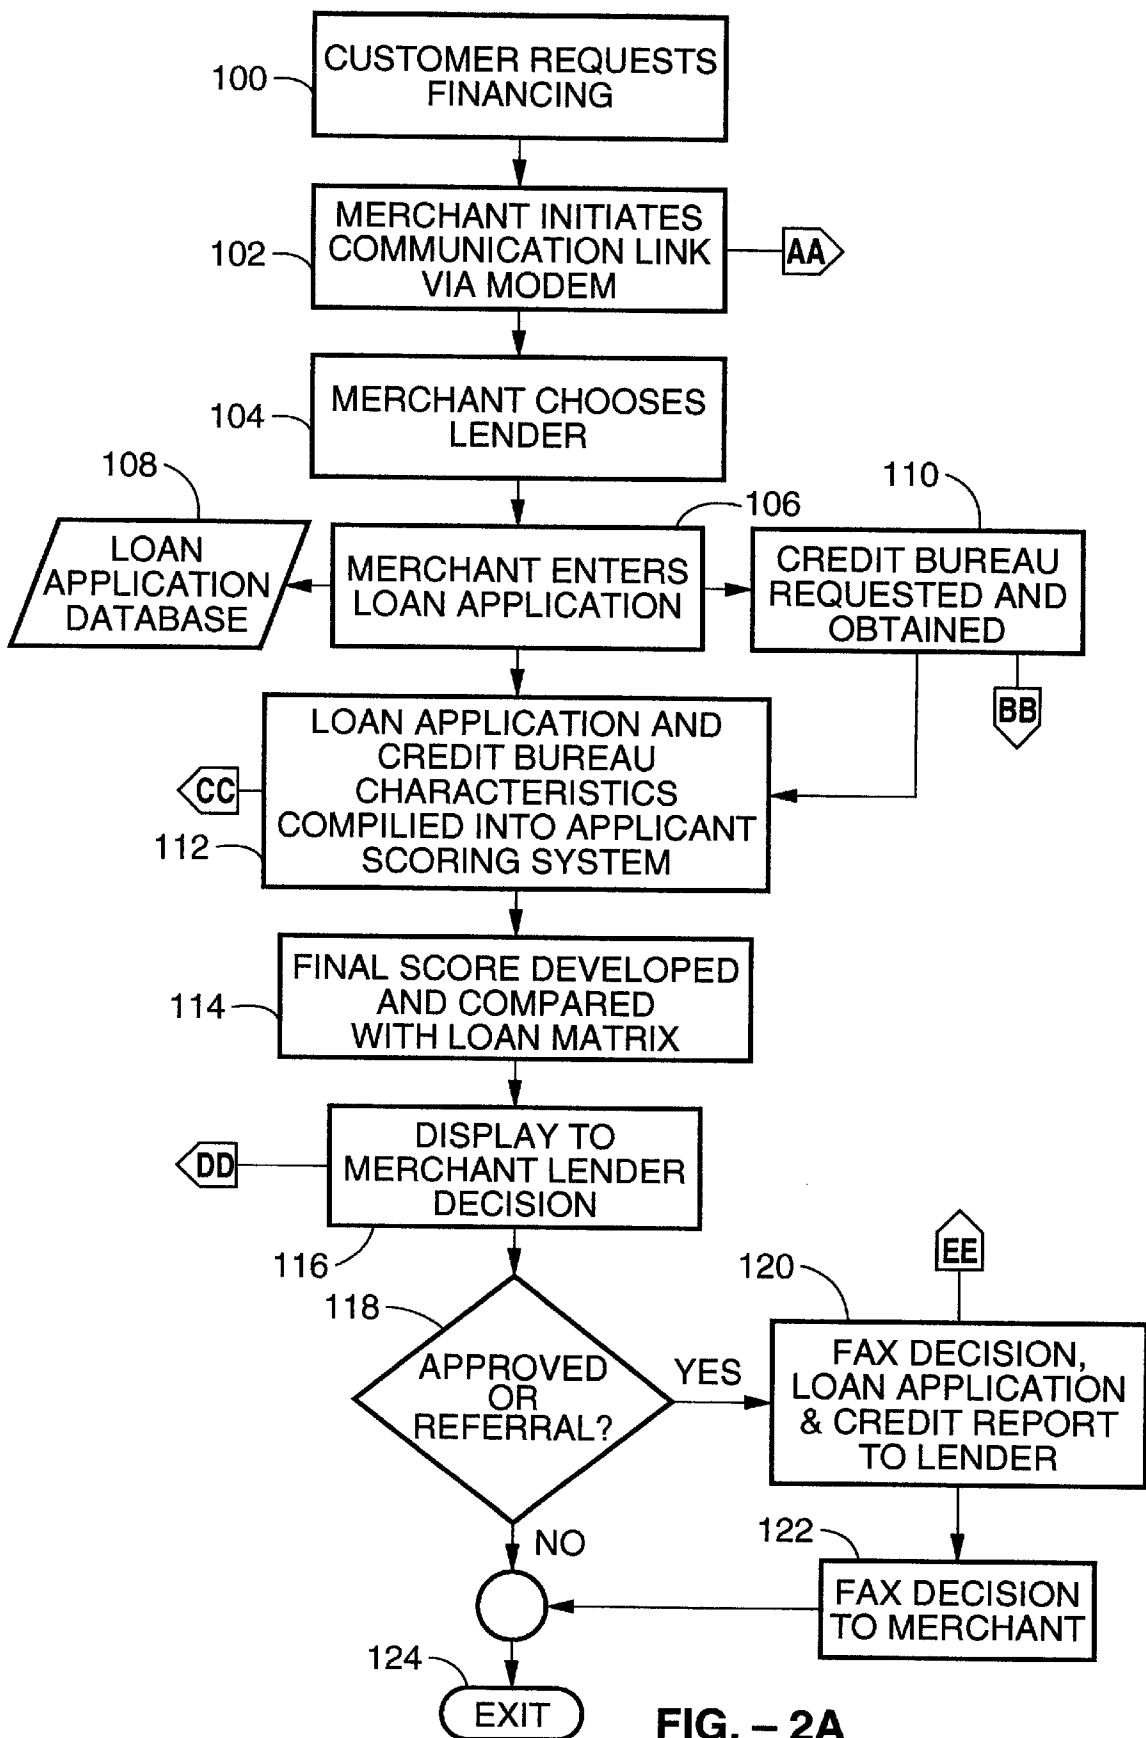 CUSTOMER REQUESTS
FINANCING
100
MERCHANT INITIATES
COMMUNICATION LINK
VIA MODEM
102
AA
MERCHANT CHOOSES
LENDER
104
108
LOAN
APPLICATION
DATABASE
106
MERCHANT ENTERS
LOAN APPLICATION
110
CREDIT BUREAU
REQUESTED AND
OBTAINED
BB
LOAN APPLICATION AND
CREDIT BUREAU
CHARACTERISTICS
COMPILIED INTO APPLICANT
SCORING SYSTEM
CC
112
FINAL SCORE DEVELOPED
AND COMPARED
WITH LOAN MATRIX
114
DISPLAY TO
MERCHANT LENDER
DECISION
DD
116
118
APPROVED
OR
REFERRAL?
YES
EE
120
FAX DECISION,
LOAN APPLICATION
& CREDIT REPORT
TO LENDER
NO
122
FAX DECISION
TO MERCHANT
124
EXIT
FIG. – 2A